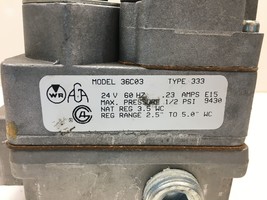 MODEL 36C03 TYPE 333
24 V 60 HZ .23 AMPS E15
MAX. PRESSURE 1/2 PSI 9430
NAT REG 3.5 WC
REG RANGE 2.5" TO 5.0" WC
WR